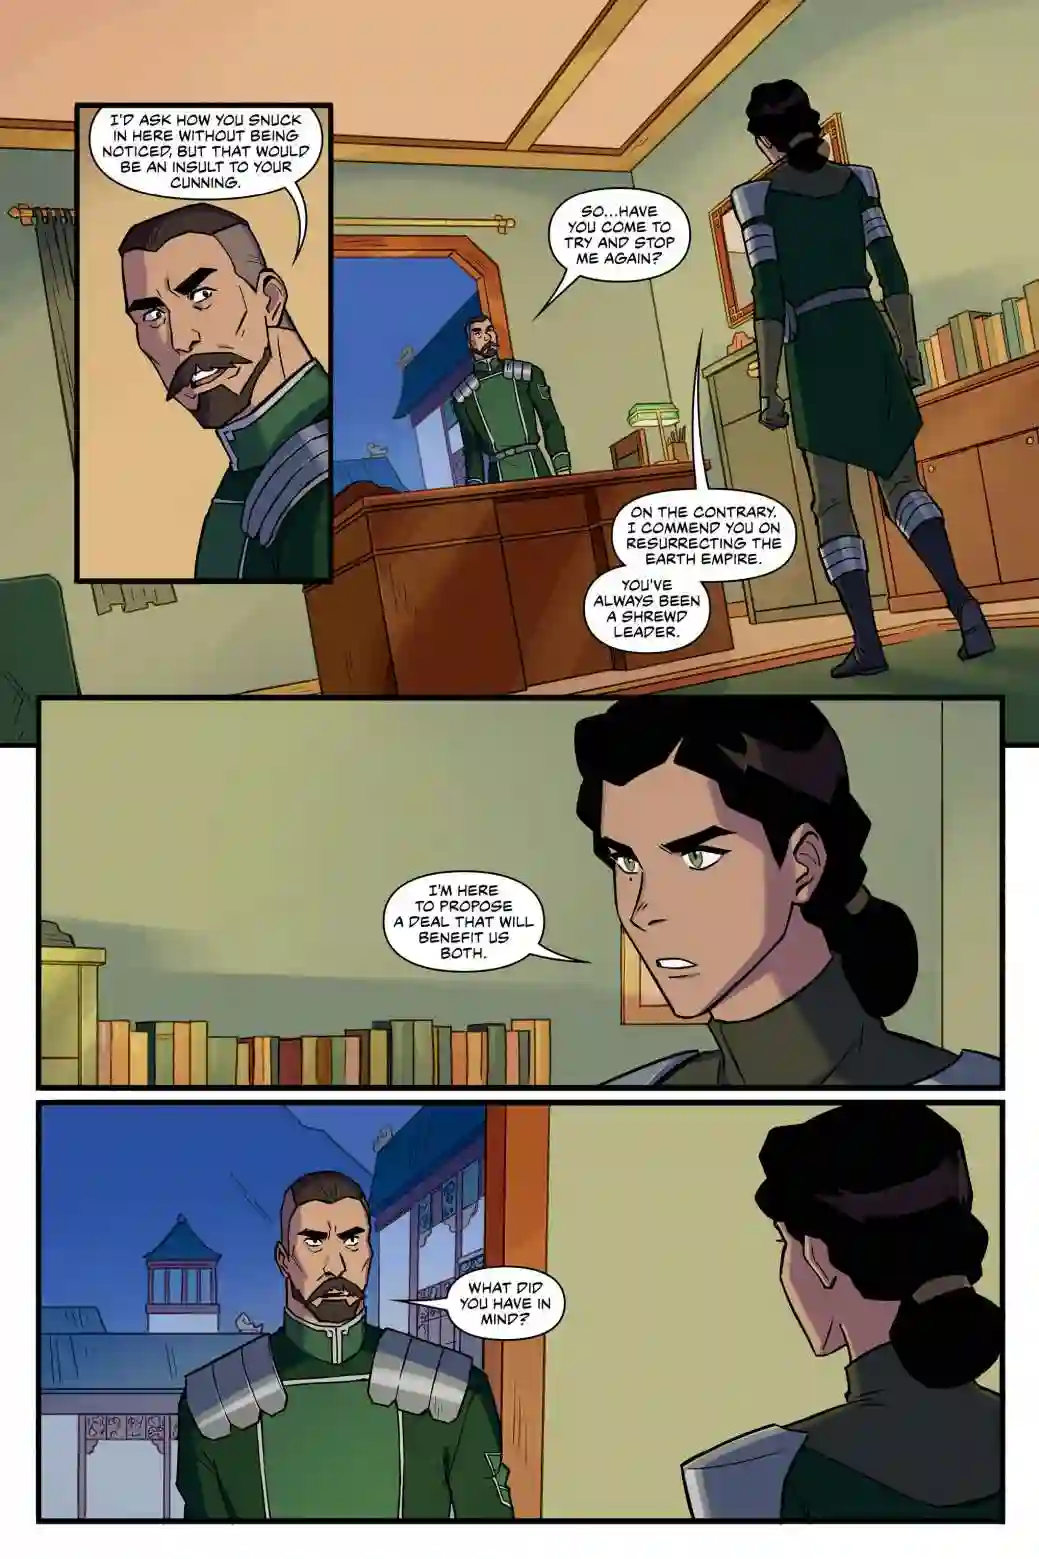 I'D ASK HOW YOU SNUCK
IN HERE WITHOUT BEING
NOTICED, BUT THAT WOULD
BE AN INSULT TO YOUR
CUNNING.
SO...HAVE
YOU COME TO
TRY AND STOP
ME AGAIN?
ON THE CONTRARY.
I COMMEND YOU ON
RESURRECTING THE
EARTH EMPIRE.
YOU'VE
ALWAYS BEEN
A SHREWD
LEADER.
I'M HERE
TO PROPOSE
A DEAL THAT WILL
BENEFIT US
BOTH.
WHAT DID
YOU HAVE IN
MIND?